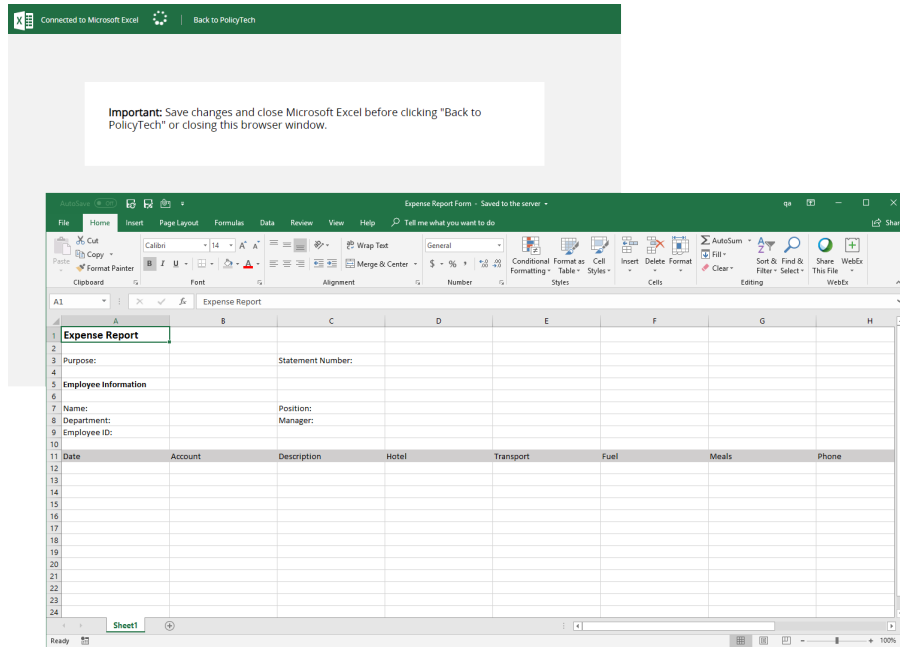 Connected to Microsoft Excel | Back to PolicyTech
Important: Save changes and close Microsoft Excel before clicking "Back to
PolicyTech" or closing this browser window.
AutoSave Off Expense Report Form - Saved to the server qa
File Home Insert Page Layout Formulas Data Review View Help Tell me what you want to do Shar
Paste Cut Copy Format Painter
Calibri 14 A A
B I U A
Wrap Text
Merge & Center
General
$ % ,
Conditional Formatting Format as Table Cell Styles
Insert Delete Format
AutoSum Fill Clear
Sort & Filter Find & Select
Share This File WebEx
Clipboard Font Alignment Number Styles Cells Editing WebEx
A1 fx Expense Report
A B C D E F G H
1 Expense Report
2
3 Purpose: Statement Number:
4
5 Employee Information
6
7 Name: Position:
8 Department: Manager:
9 Employee ID:
10
11 Date Account Description Hotel Transport Fuel Meals Phone
12
13
14
15
16
17
18
19
20
21
22
23
24
Sheet1
Ready 100%